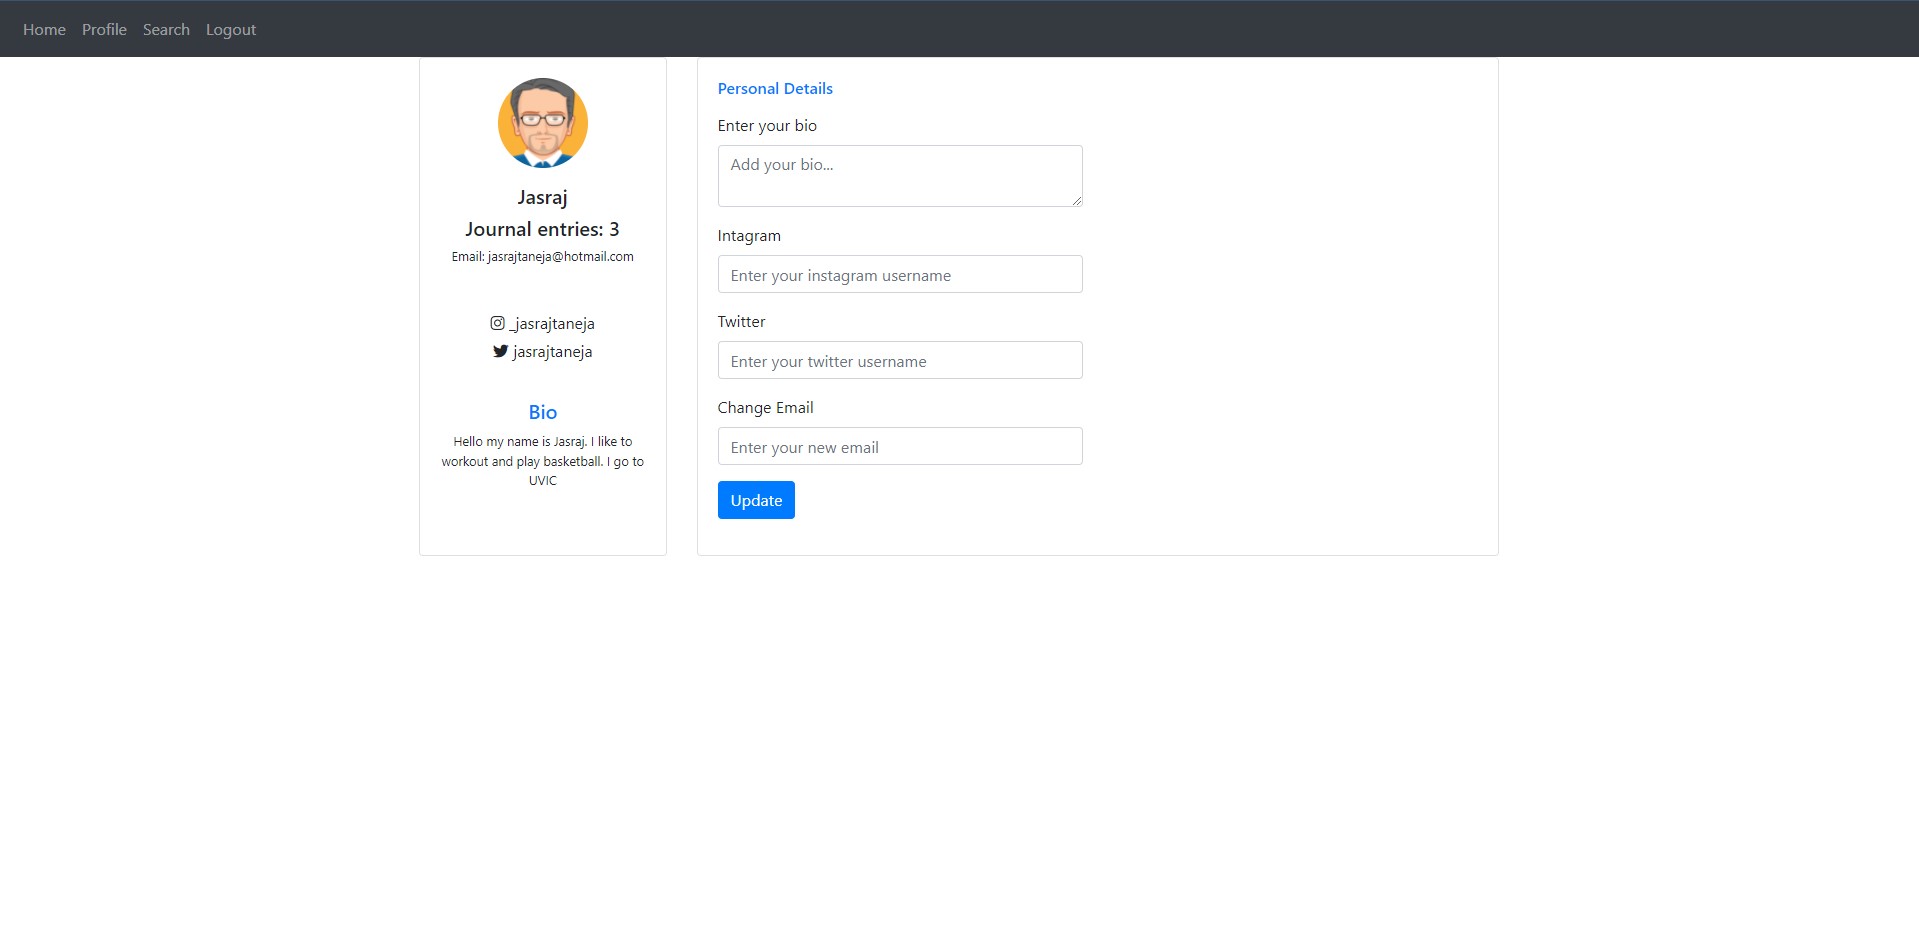 Home Profile Search Logout
Jasraj
Journal entries: 3
Email: jasrajtaneja@hotmail.com
_jasrajtaneja
jasrajtaneja
Bio
Hello my name is Jasraj. I like to
workout and play basketball. I go to
UVIC
Personal Details
Enter your bio
Add your bio...
Intagram
Enter your instagram username
Twitter
Enter your twitter username
Change Email
Enter your new email
Update